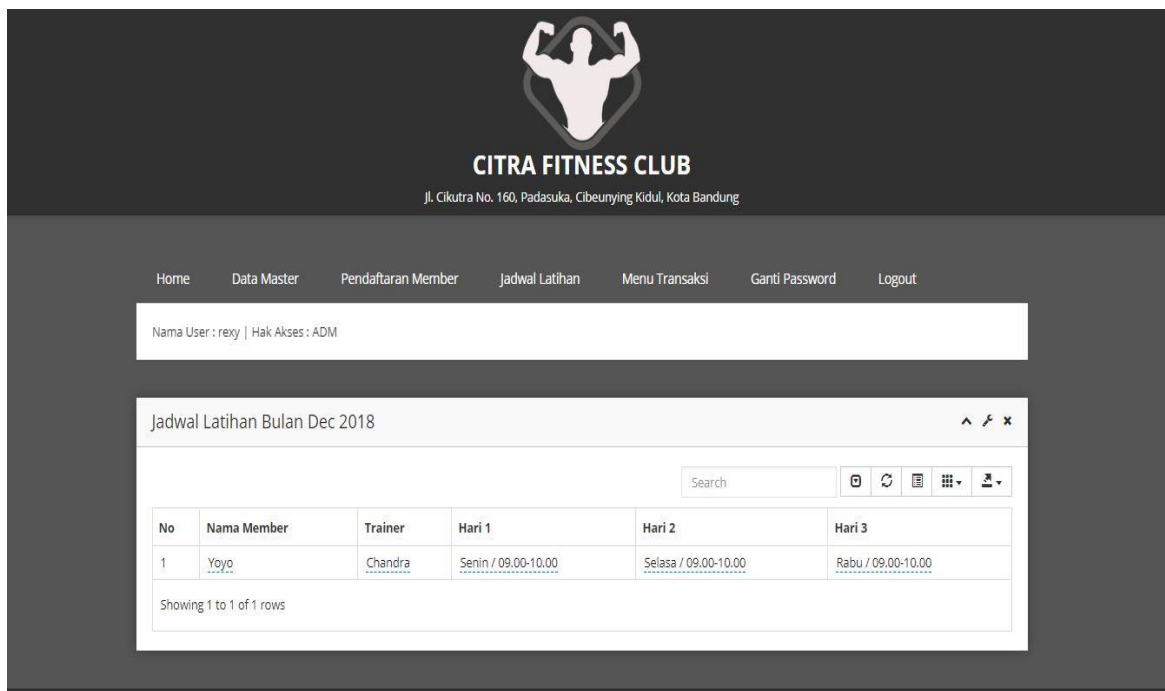 CITRA FITNESS CLUB
Jl. Cikutra No. 160, Padasuka, Cibeunying Kidul, Kota Bandung
Home Data Master Pendaftaran Member Jadwal Latihan Menu Transaksi Ganti Password Logout
Nama User : rexy | Hak Akses : ADM
Jadwal Latihan Bulan Dec 2018
Search
No Nama Member Trainer Hari 1 Hari 2 Hari 3
1 Yoyo Chandra Senin / 09.00-10.00 Selasa / 09.00-10.00 Rabu / 09.00-10.00
Showing 1 to 1 of 1 rows